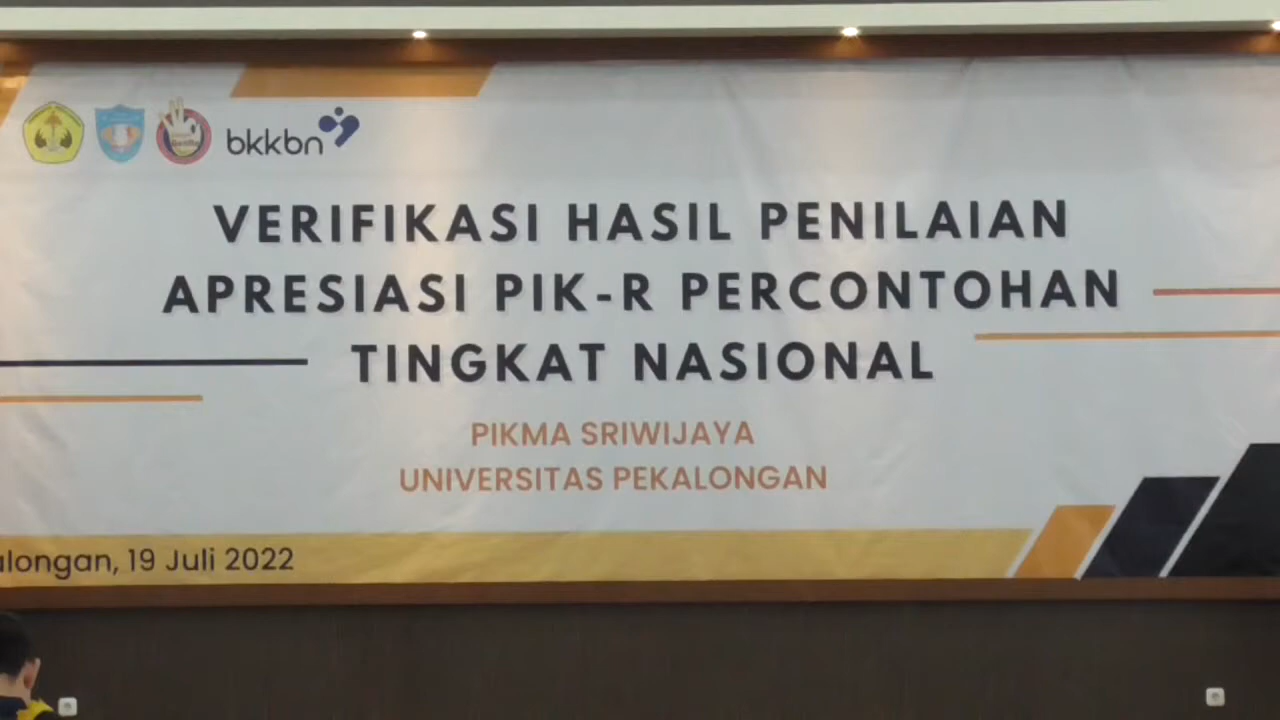 bkkbn
VERIFIKASI HASIL PENILAIAN
APRESIASI PIK-R PERCONTOHAN
TINGKAT NASIONAL
PIKMA SRIWIJAYA
UNIVERSITAS PEKALONGAN
alongan, 19 Juli 2022